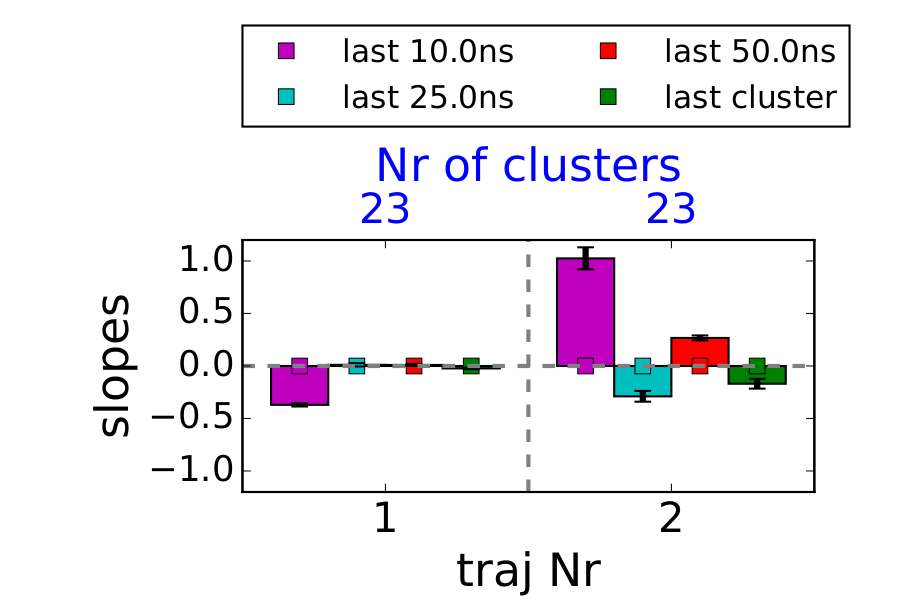 last 10.0ns last 50.0ns
last 25.0ns last cluster
Nr of clusters
23 23
1.0
0.5
0.0
−0.5
−1.0
slopes
1 2
traj Nr